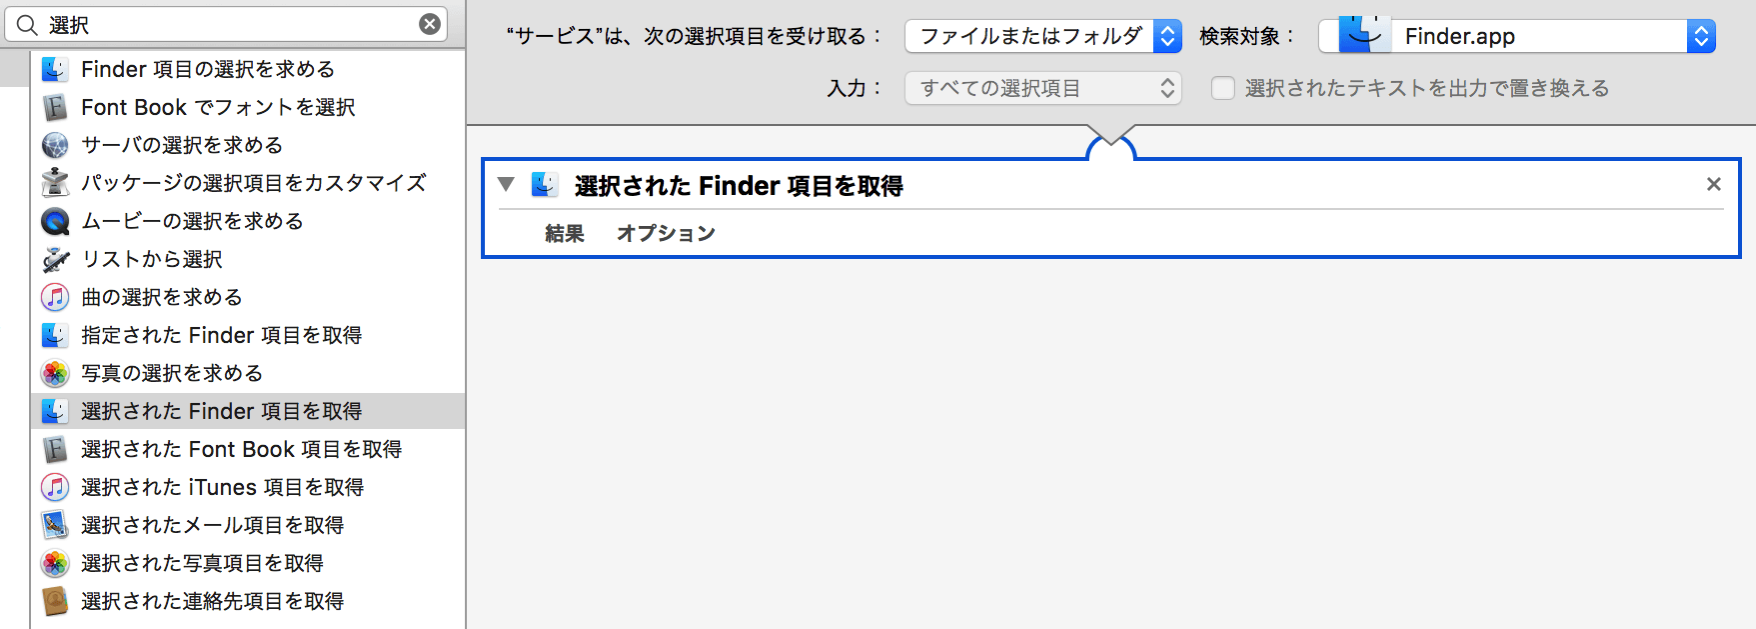 選択
Finder 項目の選択を求める
Font Book でフォントを選択
サーバの選択を求める
パッケージの選択項目をカスタマイズ
ムービーの選択を求める
リストから選択
曲の選択を求める
指定された Finder 項目を取得
写真の選択を求める
選択された Finder 項目を取得
選択された Font Book 項目を取得
選択された iTunes 項目を取得
選択されたメール項目を取得
選択された写真項目を取得
選択された連絡先項目を取得
“サービス”は、次の選択項目を受け取る： ファイルまたはフォルダ 検索対象： Finder.app
入力： すべての選択項目 選択されたテキストを出力で置き換える
選択された Finder 項目を取得
結果 オプション